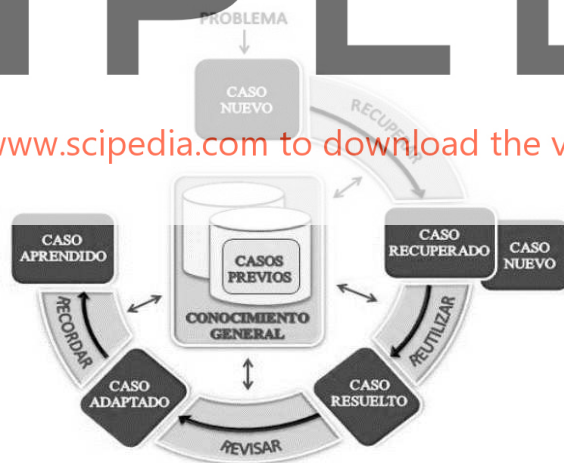 PROBLEMA
CASO
NUEVO
RECUPERAR
www.scipedia.com to download the v
CASO
APRENDIDO
CASOS
PREVIOS
CONOCIMIENTO
GENERAL
CASO
RECUPERADO
CASO
NUEVO
RECORDAR
REUTILIZAR
CASO
ADAPTADO
CASO
RESUELTO
REVISAR